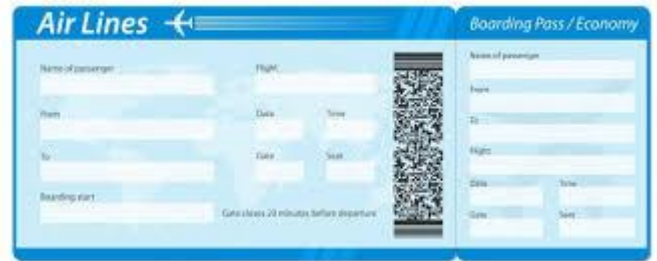 Air Lines
Name of passenger
Flight
From
Date Time
To
Gate Seat
Boarding start
Gate closes 20 minutes before departure
Boarding Pass / Economy
Name of passenger
From
To
Flight
Date Time
Gate Seat